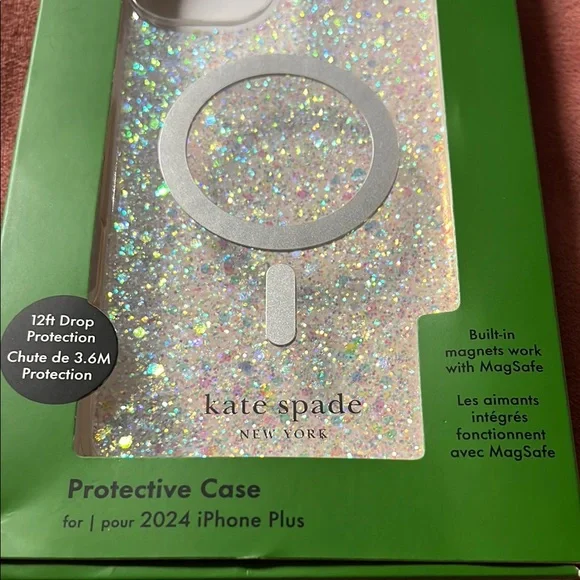 12ft Drop
Protection
Chute de 3.6M
Protection
kate spade
NEW YORK
Built-in
magnets work
with MagSafe
Les aimants
intégrés
fonctionnent
avec MagSafe
Protective Case
for | pour 2024 iPhone Plus